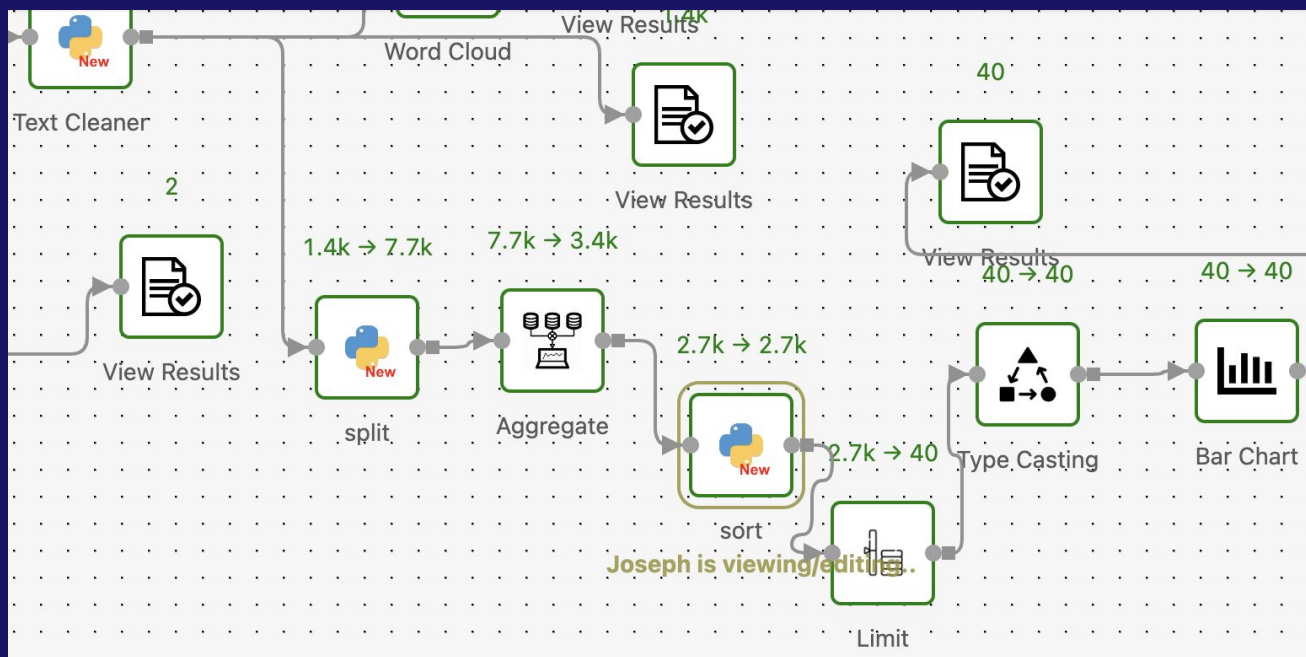 View Results
1.4k
Word Cloud
New
Text Cleaner
40
View Results
2
1.4k → 7.7k
7.7k → 3.4k
View Results
40 → 40
40 → 40
View Results
New
split
Aggregate
2.7k → 2.7k
New
sort
2.7k → 40
Type Casting
Bar Chart
Joseph is viewing/editing..
Limit